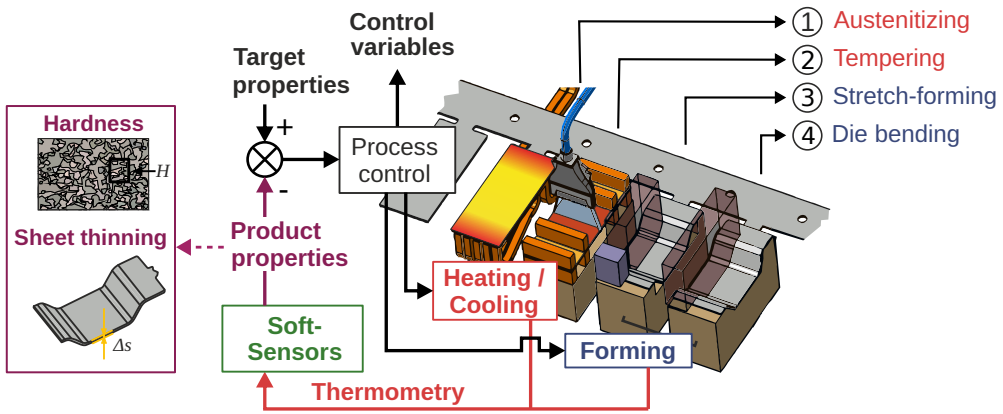 Control
variables
Target
properties
+
-
Process
control
① Austenitizing
② Tempering
③ Stretch-forming
④ Die bending
Hardness
H
Sheet thinning
Δs
Product
properties
Heating /
Cooling
Soft-
Sensors
Forming
Thermometry